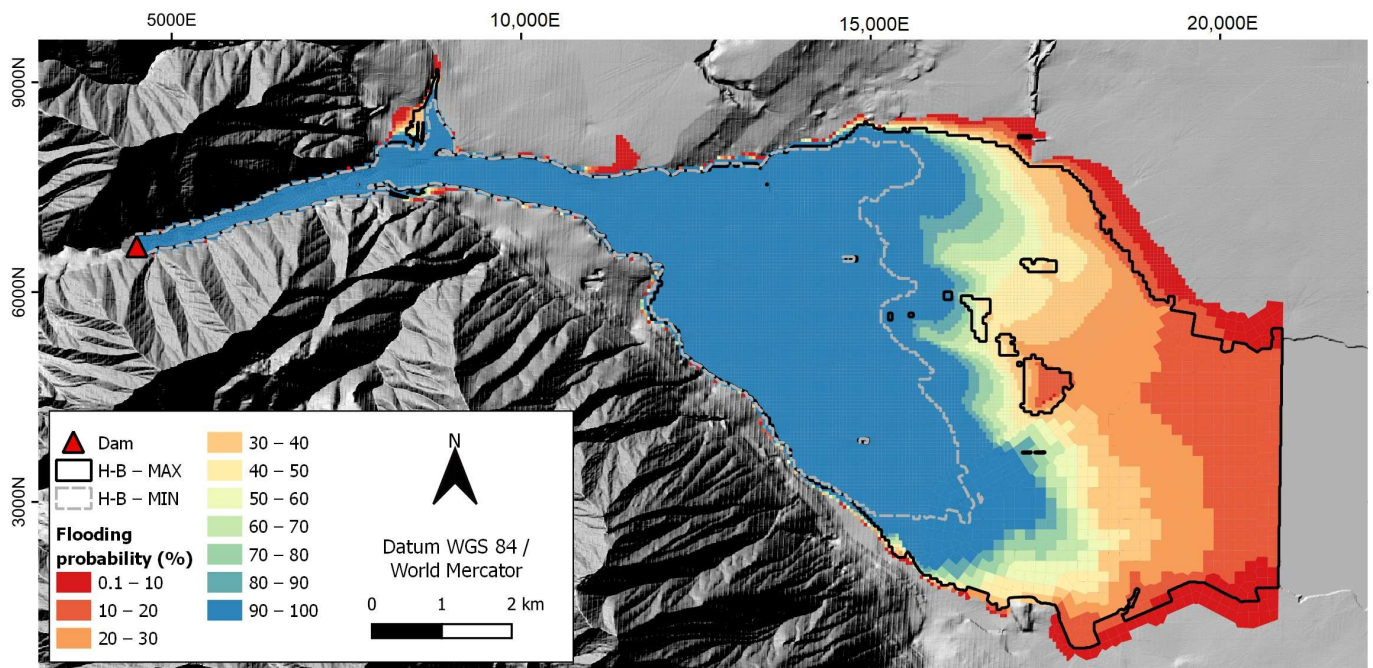 5000E
10,000E
15,000E
20,000E
9000N
6000N
3000N
Dam
H-B – MAX
H-B – MIN
Flooding
probability (%)
0.1 – 10
10 – 20
20 – 30
30 – 40
40 – 50
50 – 60
60 – 70
70 – 80
80 – 90
90 – 100
N
Datum WGS 84 /
World Mercator
0 1 2 km